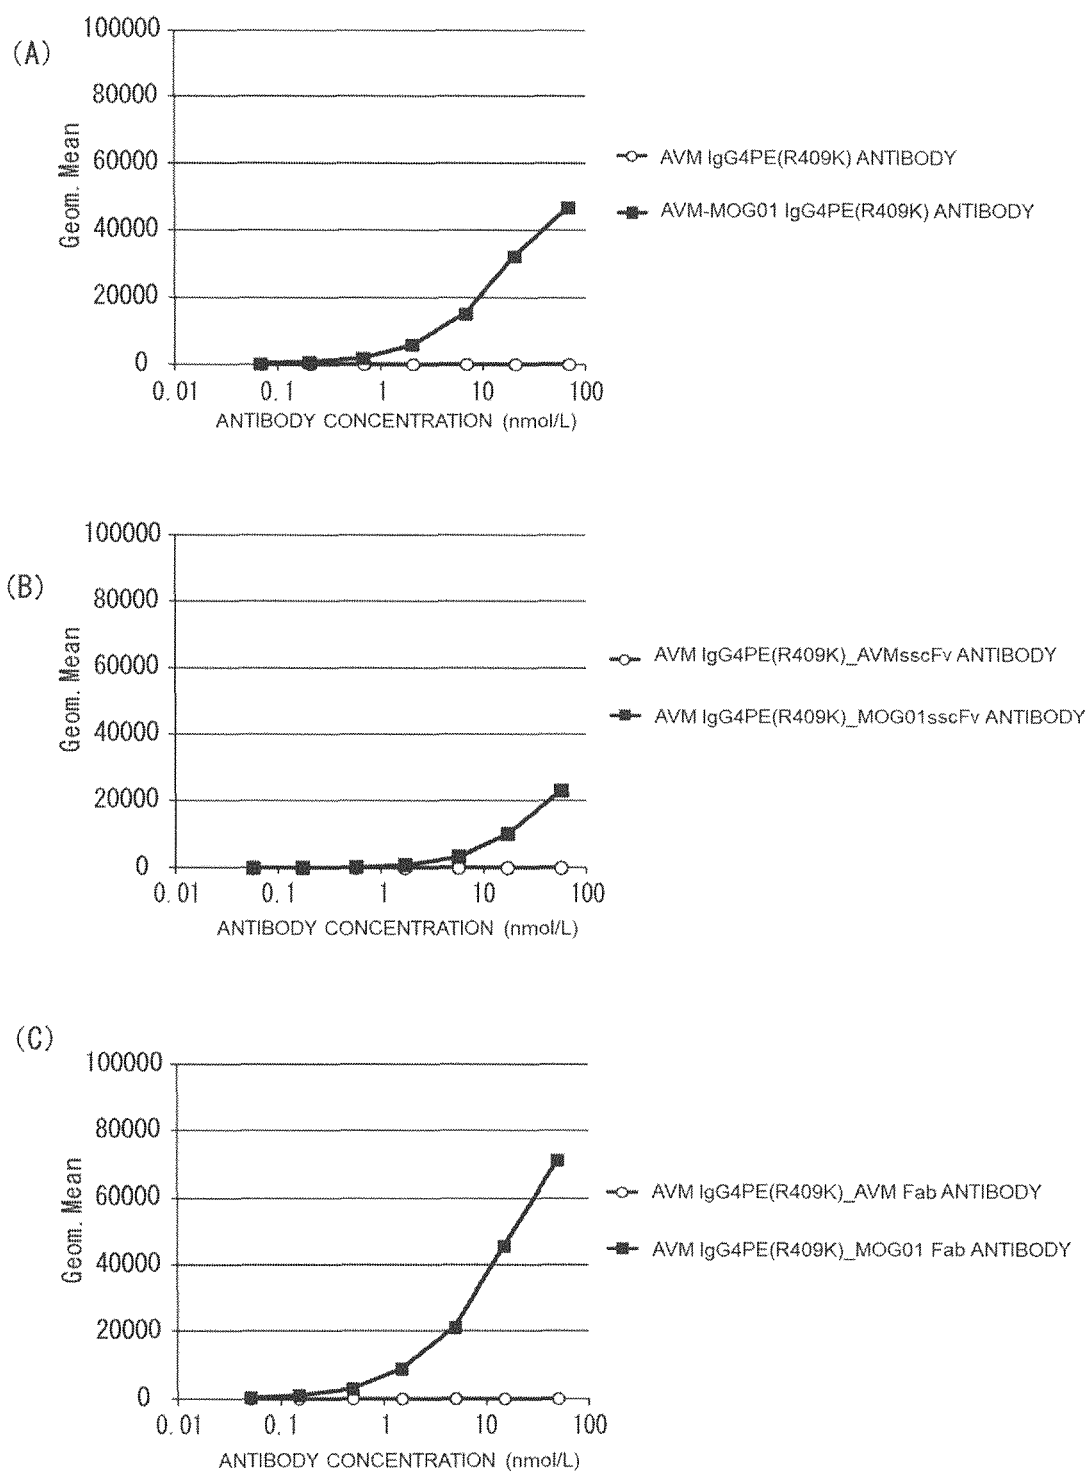 (A)
100000
80000
60000
40000
20000
0
Geom. Mean
0.01 0.1 1 10 100
ANTIBODY CONCENTRATION (nmol/L)
AVM IgG4PE(R409K) ANTIBODY
AVM-MOG01 IgG4PE(R409K) ANTIBODY
(B)
100000
80000
60000
40000
20000
0
Geom. Mean
0.01 0.1 1 10 100
ANTIBODY CONCENTRATION (nmol/L)
AVM IgG4PE(R409K)_AVMsscFv ANTIBODY
AVM IgG4PE(R409K)_MOG01sscFv ANTIBODY
(C)
100000
80000
60000
40000
20000
0
Geom. Mean
0.01 0.1 1 10 100
ANTIBODY CONCENTRATION (nmol/L)
AVM IgG4PE(R409K)_AVM Fab ANTIBODY
AVM IgG4PE(R409K)_MOG01 Fab ANTIBODY